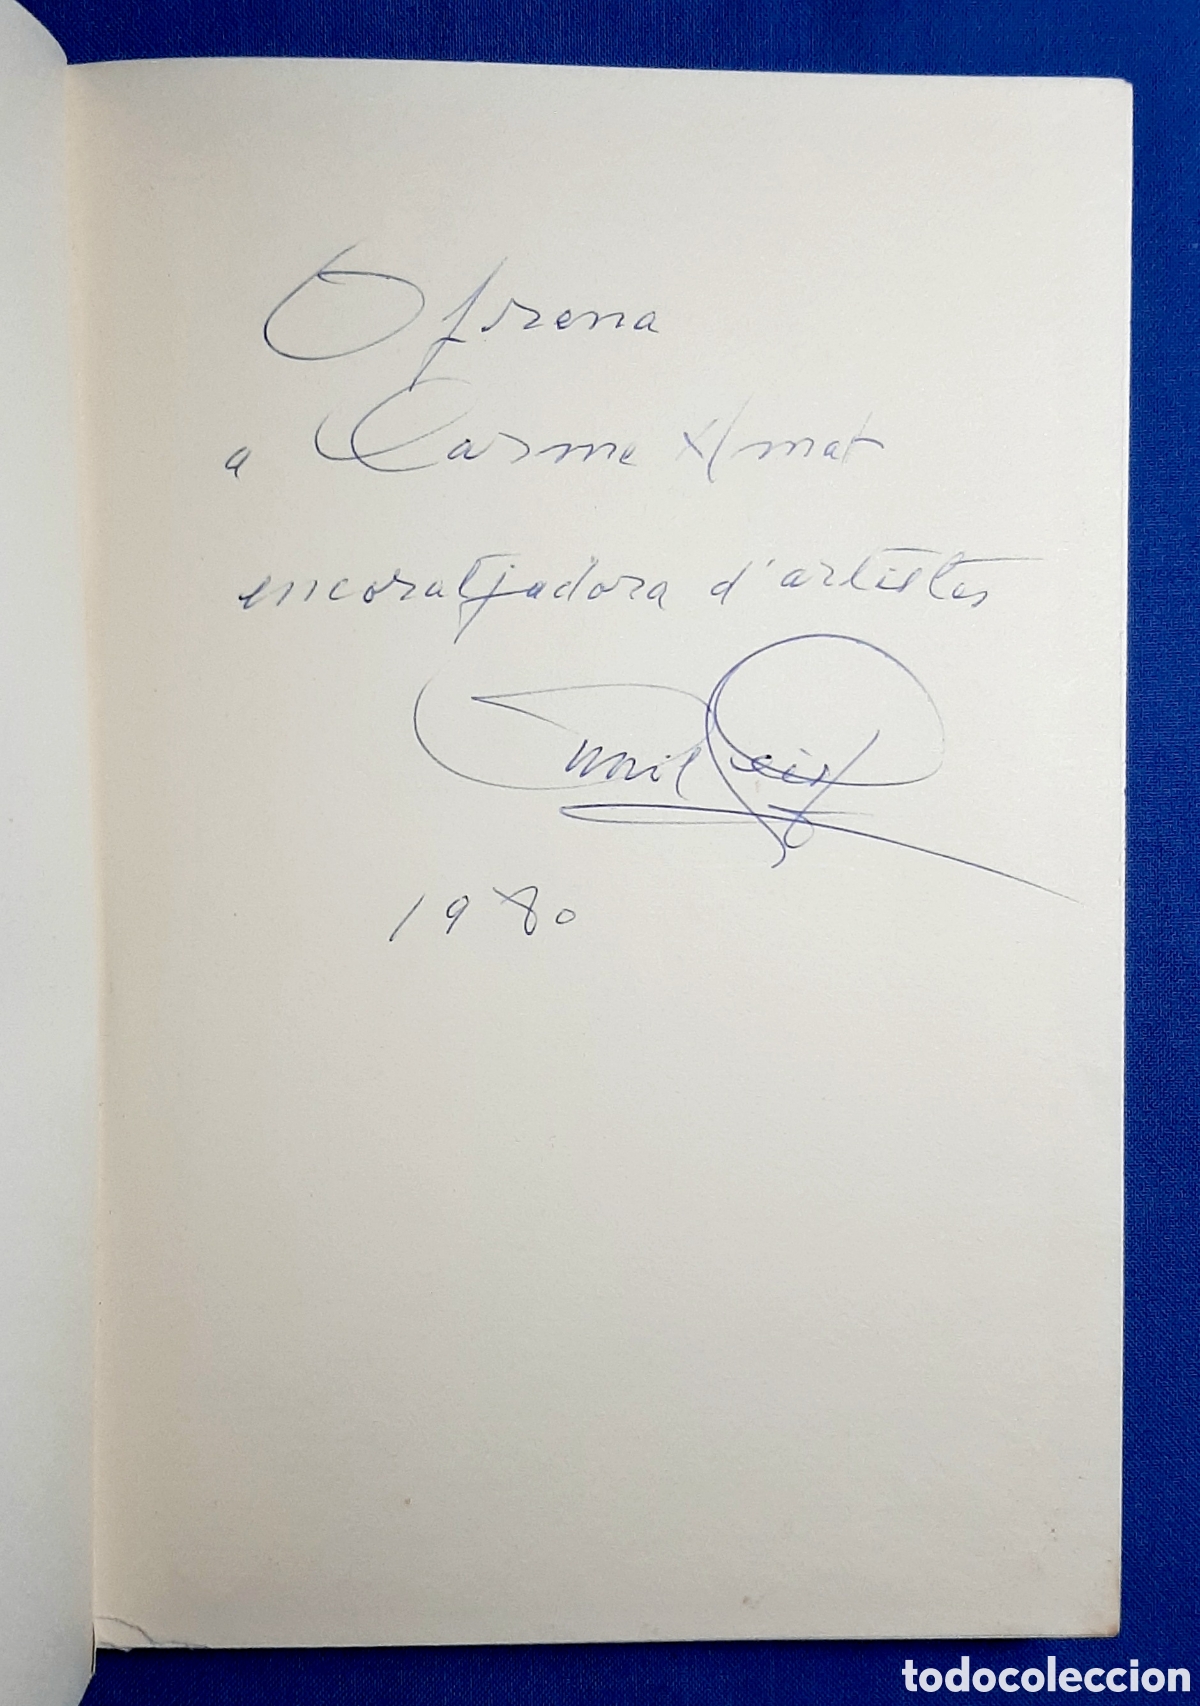 Ofrena
a Carme Amat
encoratjadora d'artistes
1980
todocoleccion